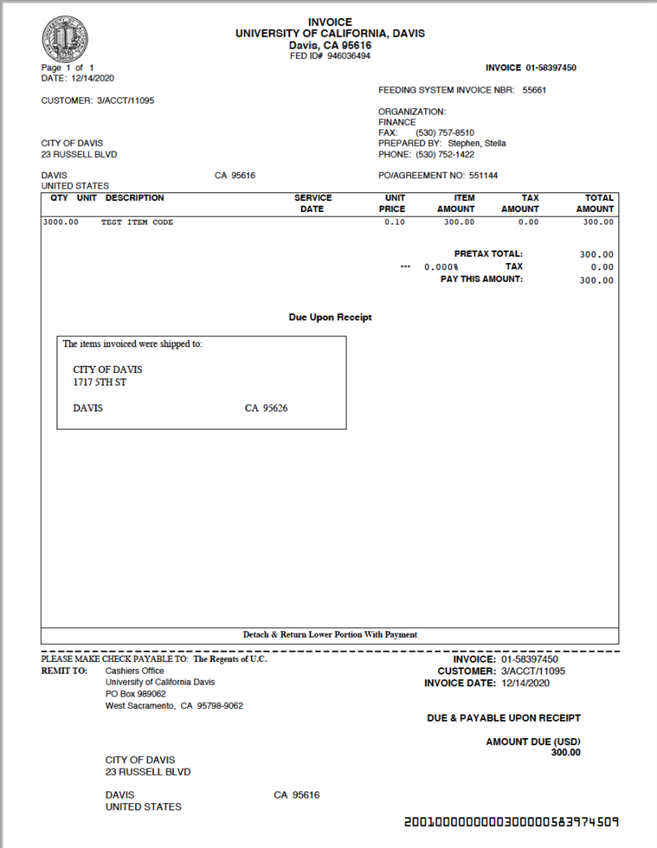 INVOICE
UNIVERSITY OF CALIFORNIA, DAVIS
Davis, CA 95616
FED ID# 946036494
Page 1 of 1
INVOICE 01-58397450
DATE: 12/14/2020
FEEDING SYSTEM INVOICE NBR: 55661
CUSTOMER: 3/ACCT/11095
ORGANIZATION:
FINANCE
FAX: (530) 757-8510
CITY OF DAVIS
PREPARED BY: Stephen, Stella
23 RUSSELL BLVD
PHONE: (530) 752-1422
DAVIS CA 95616
PO/AGREEMENT NO: 551144
UNITED STATES
QTY UNIT DESCRIPTION SERVICE DATE UNIT PRICE ITEM AMOUNT TAX AMOUNT TOTAL AMOUNT
3000.00 TEST ITEM CODE 0.10 300.00 0.00 300.00
PRETAX TOTAL: 300.00
*** 0.000% TAX 0.00
PAY THIS AMOUNT: 300.00
Due Upon Receipt
The items invoiced were shipped to:
CITY OF DAVIS
1717 5TH ST
DAVIS CA 95626
Detach & Return Lower Portion With Payment
PLEASE MAKE CHECK PAYABLE TO: The Regents of U.C.
INVOICE: 01-58397450
REMIT TO: Cashiers Office
CUSTOMER: 3/ACCT/11095
University of California Davis
INVOICE DATE: 12/14/2020
PO Box 989062
West Sacramento, CA 95798-9062
DUE & PAYABLE UPON RECEIPT
AMOUNT DUE (USD)
300.00
CITY OF DAVIS
23 RUSSELL BLVD
DAVIS CA 95616
UNITED STATES